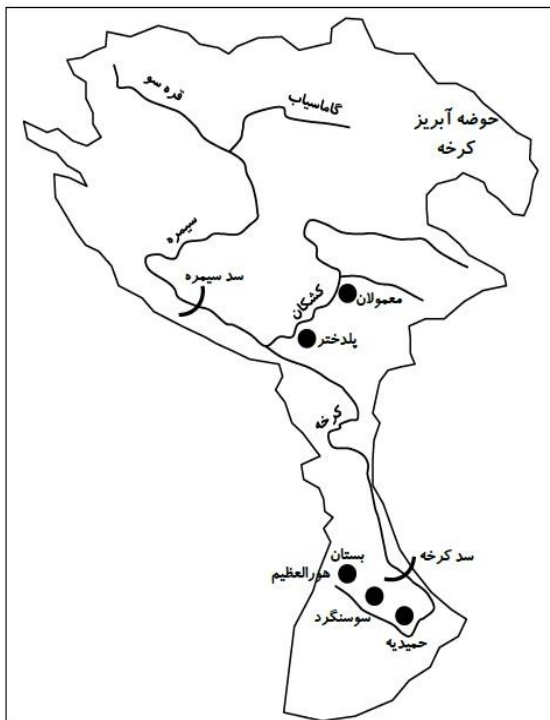 قره سو
گاماسیاب
حوضه آبریز
کرخه
سیمره
سد سیمره
کشکان
معمولان
پلدختر
کرخه
سد کرخه
بستان
هورالعظیم
سوسنگرد
حمیدیه